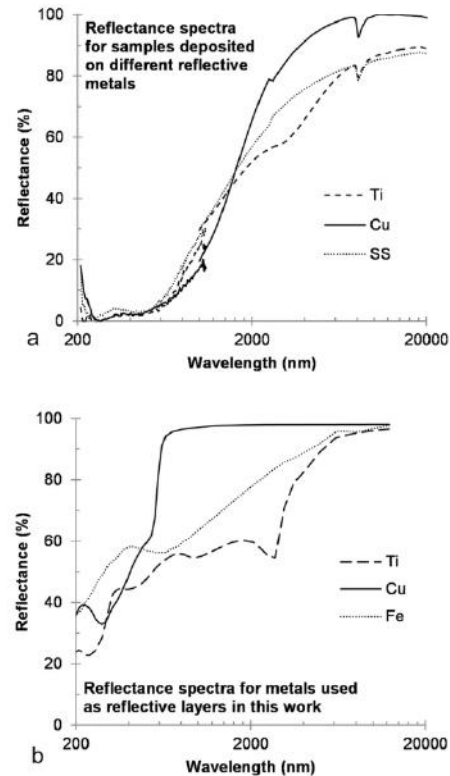 Reflectance spectra
for samples deposited
on different reflective
metals
100
80
60
40
20
0
Reflectance (%)
Ti
Cu
SS
200
2000
20000
Wavelength (nm)
a
100
80
60
40
20
0
Reflectance (%)
Ti
Cu
Fe
Reflectance spectra for metals used
as reflective layers in this work
200
2000
20000
Wavelength (nm)
b